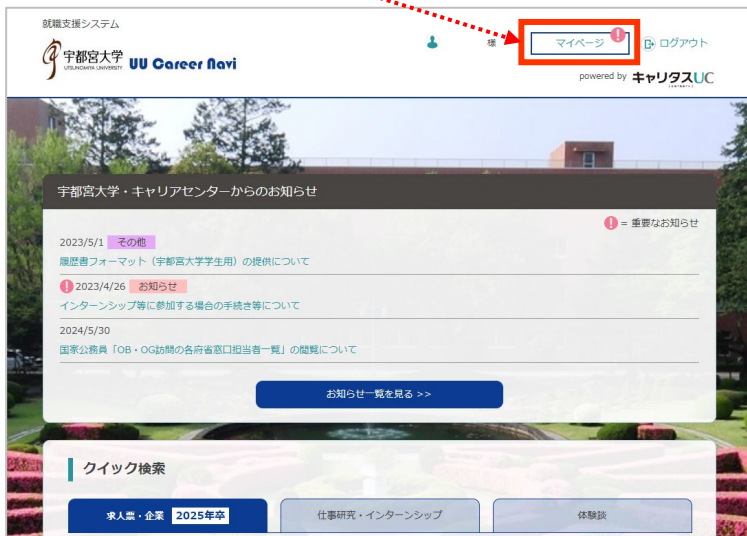 就職支援システム
宇都宮大学 UU Career Navi
UTSUNOMIYA UNIVERSITY
様
マイページ
ログアウト
powered by キャリタスUC
宇都宮大学・キャリアセンターからのお知らせ
! = 重要なお知らせ
2023/5/1 その他
履歴書フォーマット（宇都宮大学学生用）の提供について
! 2023/4/26 お知らせ
インターンシップ等に参加する場合の手続き等について
2024/5/30
国家公務員「OB・OG訪問の各府省窓口担当者一覧」の閲覧について
お知らせ一覧を見る >>
クイック検索
求人票・企業 2025年卒
仕事研究・インターンシップ
体験談